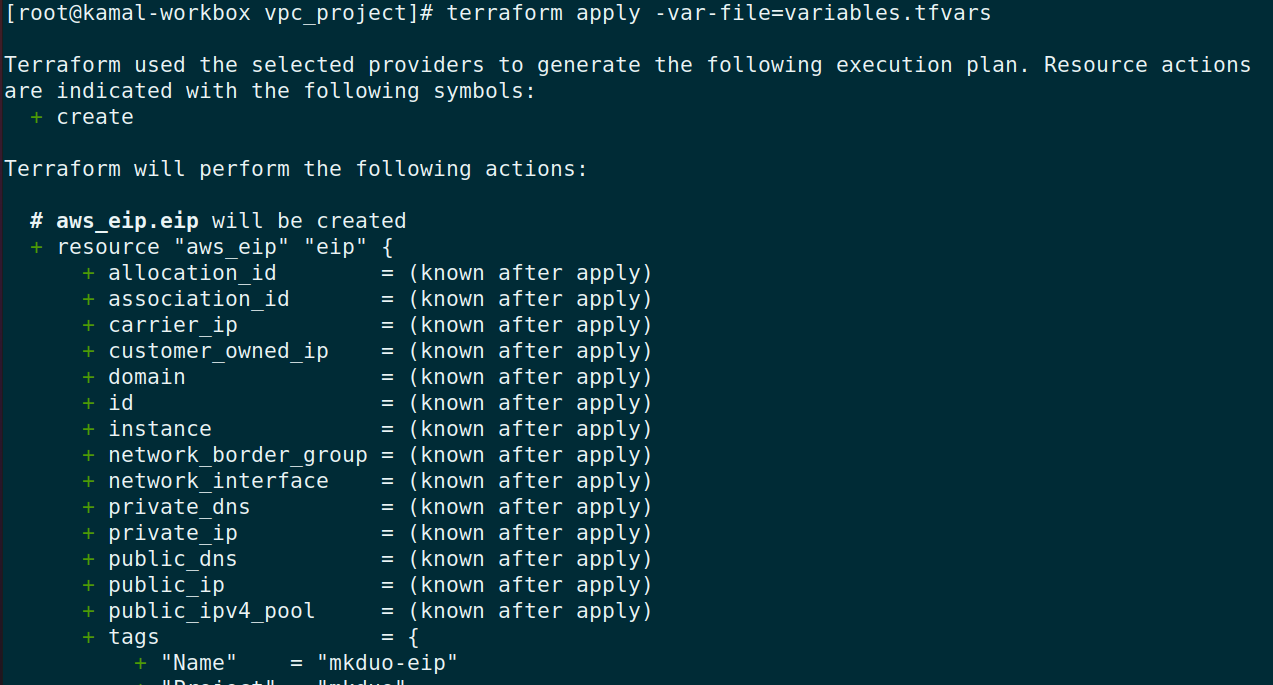 [root@kamal-workbox vpc_project]# terraform apply -var-file=variables.tfvars
Terraform used the selected providers to generate the following execution plan. Resource actions
are indicated with the following symbols:
+ create
Terraform will perform the following actions:
# aws_eip.eip will be created
+ resource "aws_eip" "eip" {
+ allocation_id = (known after apply)
+ association_id = (known after apply)
+ carrier_ip = (known after apply)
+ customer_owned_ip = (known after apply)
+ domain = (known after apply)
+ id = (known after apply)
+ instance = (known after apply)
+ network_border_group = (known after apply)
+ network_interface = (known after apply)
+ private_dns = (known after apply)
+ private_ip = (known after apply)
+ public_dns = (known after apply)
+ public_ip = (known after apply)
+ public_ipv4_pool = (known after apply)
+ tags = {
+ "Name" = "mkduo-eip"
+ "Project" = "mkduo"